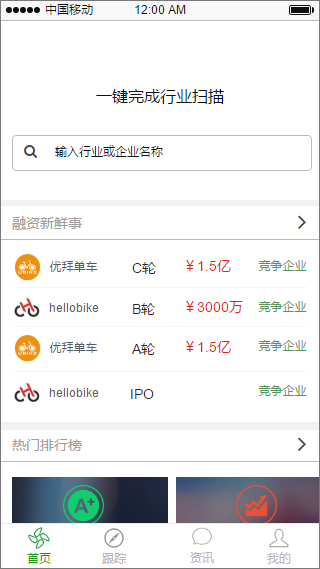 中国移动 12:00 AM
一键完成行业扫描
输入行业或企业名称
融资新鲜事
优拜单车 C轮 ¥1.5亿 竞争企业
hellobike B轮 ¥3000万 竞争企业
优拜单车 A轮 ¥1.5亿 竞争企业
hellobike IPO 竞争企业
热门排行榜
A+
首页 跟踪 资讯 我的